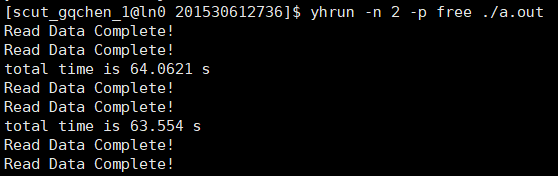 [scut_gqchen_1@ln0 201530612736]$ yhrun -n 2 -p free ./a.out
Read Data Complete!
Read Data Complete!
total time is 64.0621 s
Read Data Complete!
Read Data Complete!
total time is 63.554 s
Read Data Complete!
Read Data Complete!